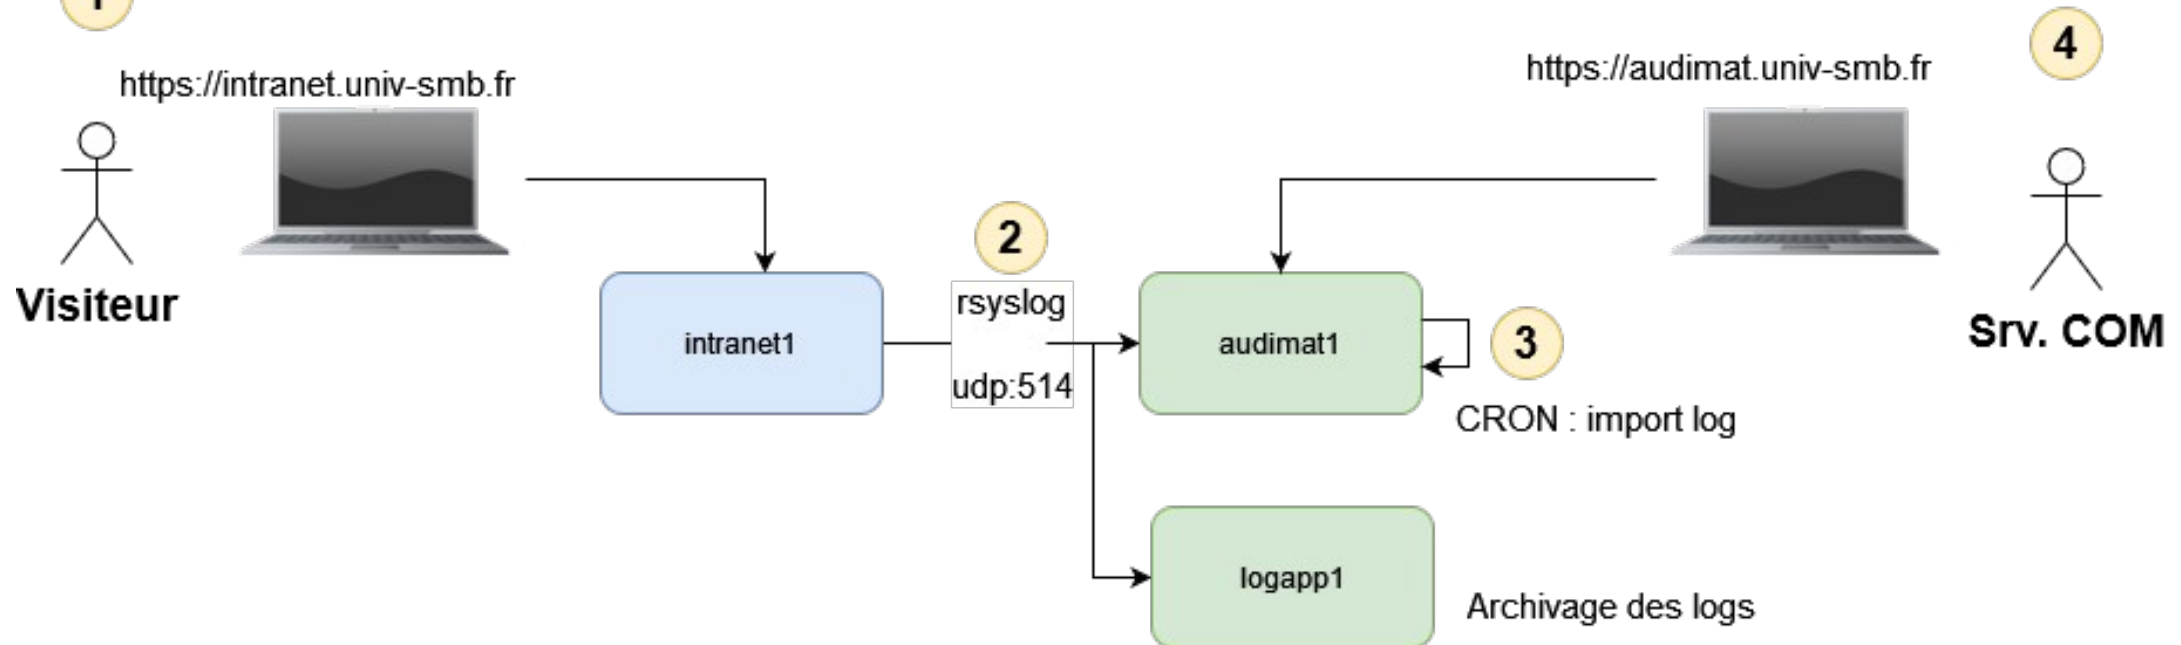 https://intranet.univ-smb.fr
Visiteur
intranet1
2
rsyslog
udp:514
audimat1
3
CRON : import log
logapp1
Archivage des logs
https://audimat.univ-smb.fr
4
Srv. COM